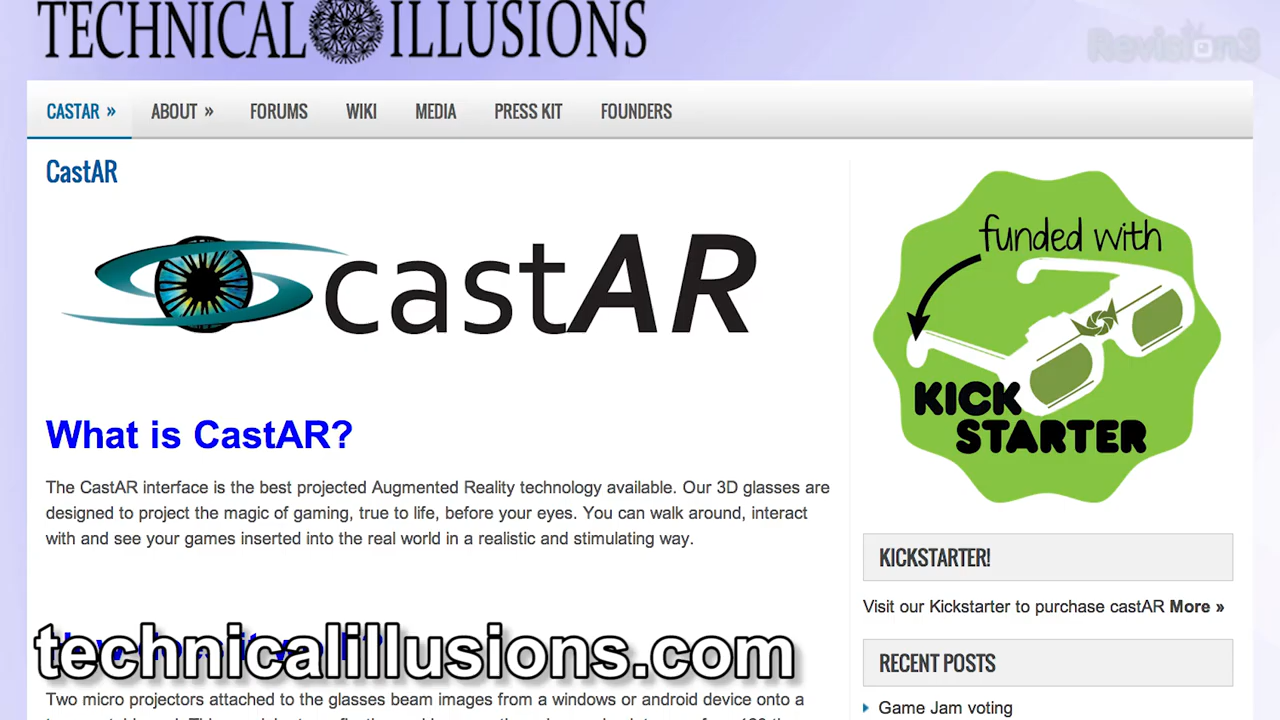 TECHNICAL ILLUSIONS
Revision3
CASTAR » ABOUT » FORUMS WIKI MEDIA PRESS KIT FOUNDERS
CastAR
castAR
funded with
KICK
STARTER
What is CastAR?
The CastAR interface is the best projected Augmented Reality technology available. Our 3D glasses are
designed to project the magic of gaming, true to life, before your eyes. You can walk around, interact
with and see your games inserted into the real world in a realistic and stimulating way.
KICKSTARTER!
Visit our Kickstarter to purchase castAR More »
technicalillusions.com
RECENT POSTS
Two micro projectors attached to the glasses beam images from a windows or android device onto a
Game Jam voting